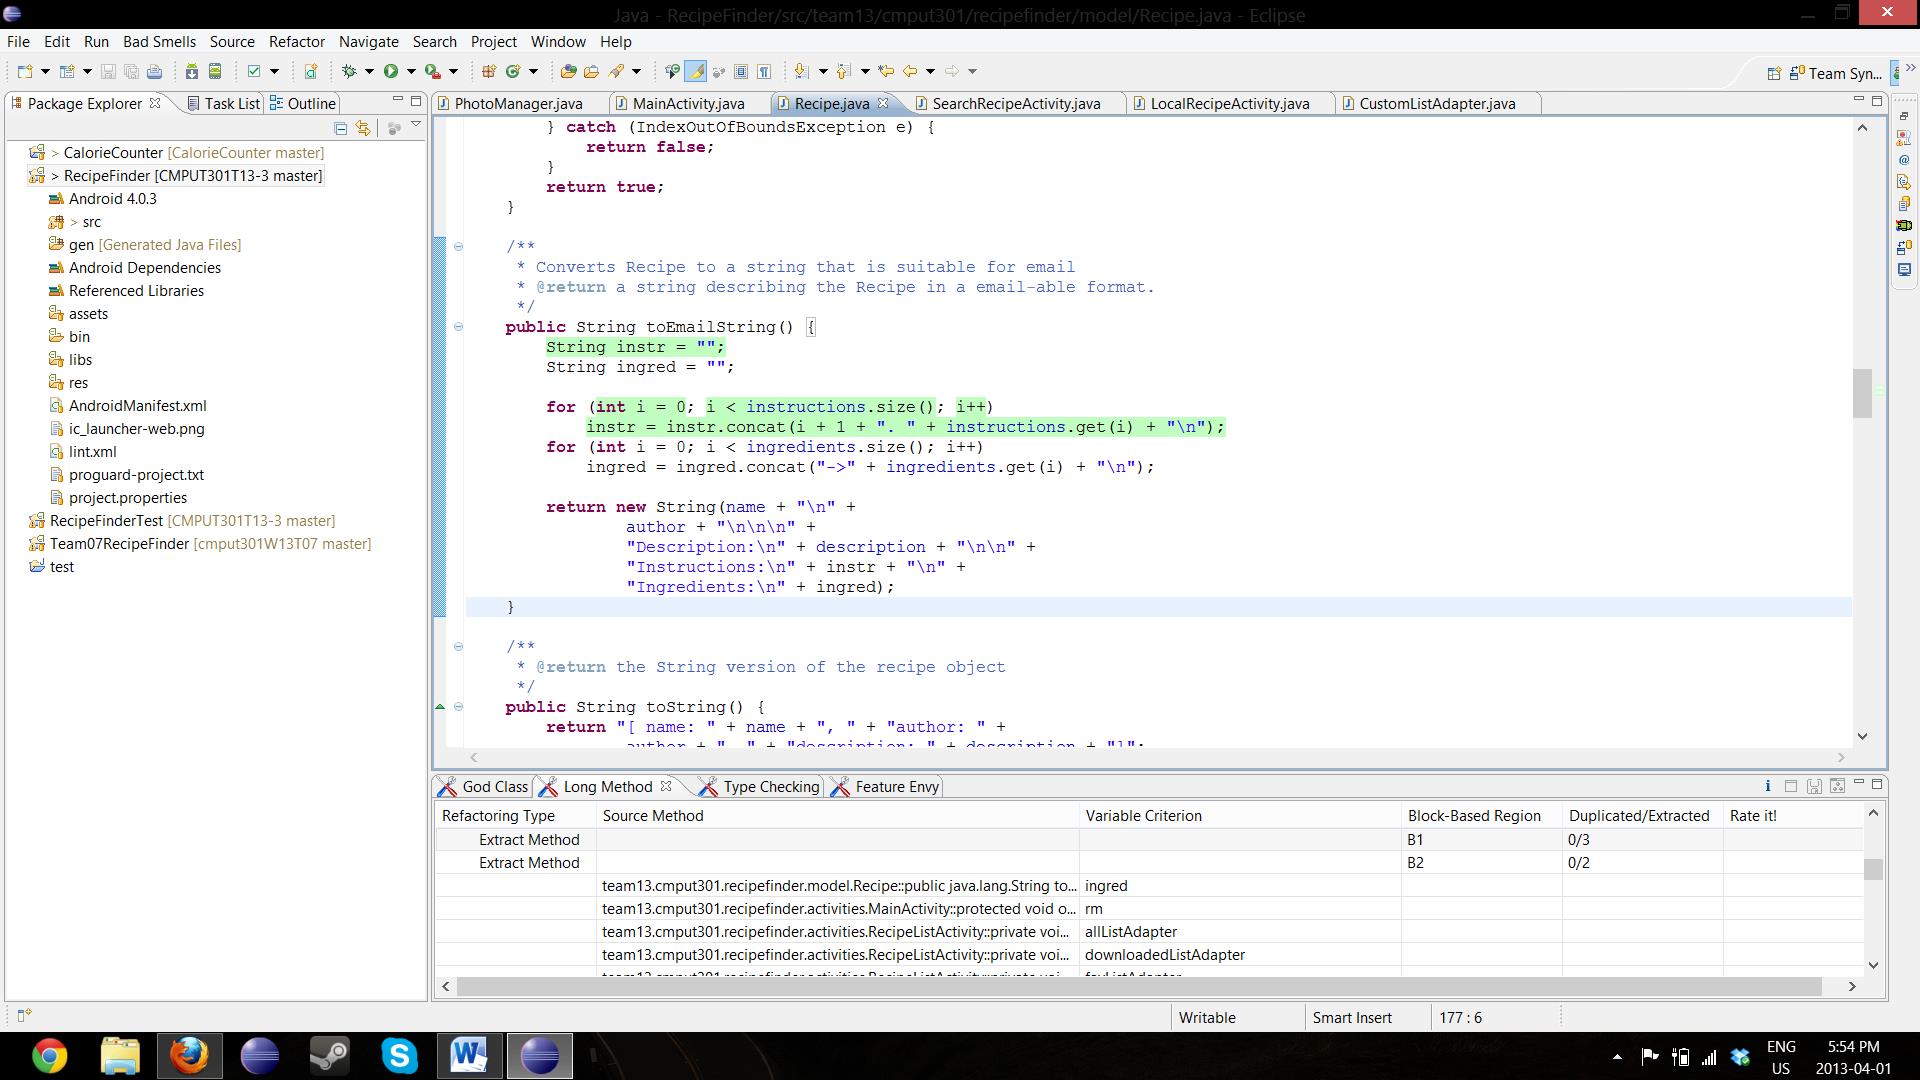 Java - RecipeFinder/src/team13/cmput301/recipefinder/model/Recipe.java - Eclipse
File Edit Run Bad Smells Source Refactor Navigate Search Project Window Help
Team Syn...
Package Explorer Task List Outline
> CalorieCounter [CalorieCounter master]
> RecipeFinder [CMPUT301T13-3 master]
Android 4.0.3
> src
gen [Generated Java Files]
Android Dependencies
Referenced Libraries
assets
bin
libs
res
AndroidManifest.xml
ic_launcher-web.png
lint.xml
proguard-project.txt
project.properties
RecipeFinderTest [CMPUT301T13-3 master]
Team07RecipeFinder [cmput301W13T07 master]
test
PhotoManager.java MainActivity.java Recipe.java SearchRecipeActivity.java LocalRecipeActivity.java CustomListAdapter.java
} catch (IndexOutOfBoundsException e) {
return false;
}
return true;
}
/**
* Converts Recipe to a string that is suitable for email
* @return a string describing the Recipe in a email-able format.
*/
public String toEmailString() {
String instr = "";
String ingred = "";
for (int i = 0; i < instructions.size(); i++)
instr = instr.concat(i + 1 + ". " + instructions.get(i) + "\n");
for (int i = 0; i < ingredients.size(); i++)
ingred = ingred.concat("->" + ingredients.get(i) + "\n");
return new String(name + "\n" +
author + "\n\n\n" +
"Description:\n" + description + "\n\n" +
"Instructions:\n" + instr + "\n" +
"Ingredients:\n" + ingred);
}
/**
* @return the String version of the recipe object
*/
public String toString() {
return "[ name: " + name + ", " + "author: " +
author + ", " + "description: " + description + "]";
God Class Long Method Type Checking Feature Envy
Refactoring Type Source Method Variable Criterion Block-Based Region Duplicated/Extracted Rate it!
Extract Method B1 0/3
Extract Method B2 0/2
team13.cmput301.recipefinder.model.Recipe::public java.lang.String to... ingred
team13.cmput301.recipefinder.activities.MainActivity::protected void o... rm
team13.cmput301.recipefinder.activities.RecipeListActivity::private voi... allListAdapter
team13.cmput301.recipefinder.activities.RecipeListActivity::private voi... downloadedListAdapter
team13.cmput301.recipefinder.activities.RecipeListActivity::private voi... favListAdapter
Writable Smart Insert 177 : 6
ENG 5:54 PM
US 2013-04-01